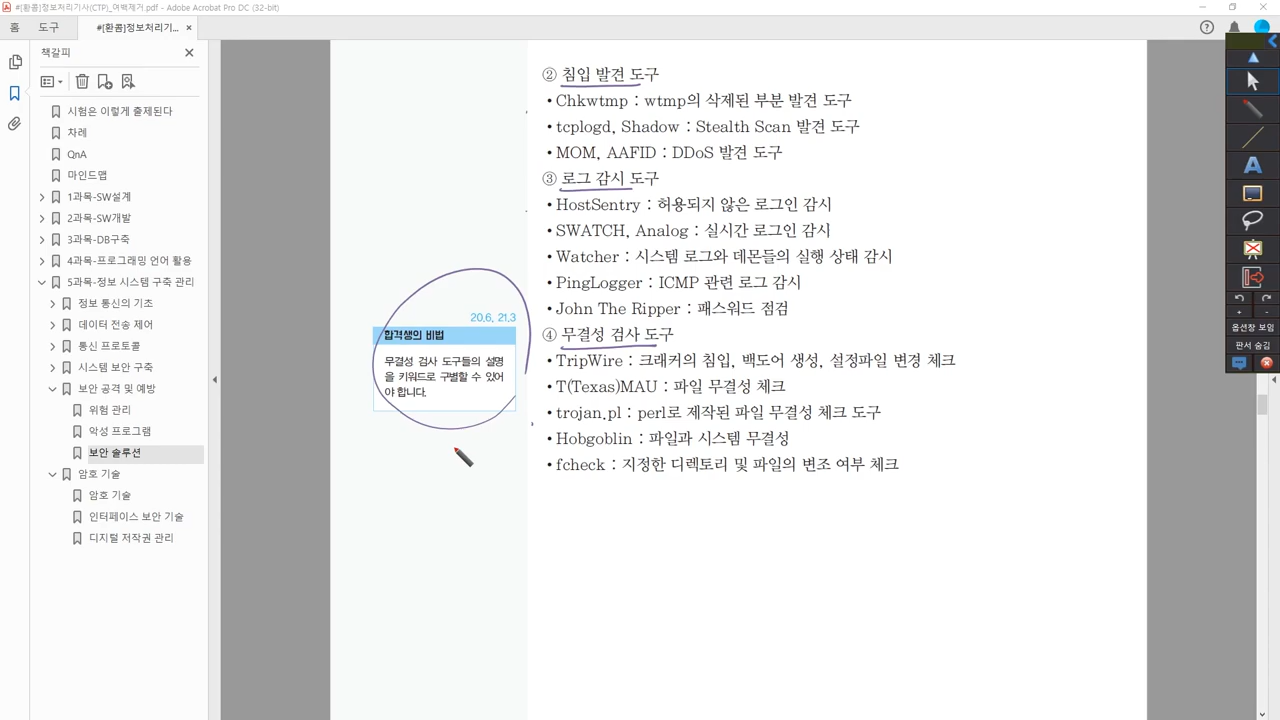 #[환콤]정보처리기사(CTP)_여백제거.pdf - Adobe Acrobat Pro DC (32-bit)
홈 도구 #[환콤]정보처리기... ×
책갈피
시험은 이렇게 출제된다
차례
QnA
마인드맵
1과목-SW설계
2과목-SW개발
3과목-DB구축
4과목-프로그래밍 언어 활용
5과목-정보 시스템 구축 관리
정보 통신의 기초
데이터 전송 제어
통신 프로토콜
시스템 보안 구축
보안 공격 및 예방
위험 관리
악성 프로그램
보안 솔루션
암호 기술
암호 기술
인터페이스 보안 기술
디지털 저작권 관리
20.6, 21.3
합격생의 비법
무결성 검사 도구들의 설명
을 키워드로 구별할 수 있어
야 합니다.
② 침입 발견 도구
• Chkwtmp : wtmp의 삭제된 부분 발견 도구
• tcplogd, Shadow : Stealth Scan 발견 도구
• MOM, AAFID : DDoS 발견 도구
③ 로그 감시 도구
• HostSentry : 허용되지 않은 로그인 감시
• SWATCH, Analog : 실시간 로그인 감시
• Watcher : 시스템 로그와 데몬들의 실행 상태 감시
• PingLogger : ICMP 관련 로그 감시
• John The Ripper : 패스워드 점검
④ 무결성 검사 도구
• TripWire : 크래커의 침입, 백도어 생성, 설정파일 변경 체크
• T(Texas)MAU : 파일 무결성 체크
• trojan.pl : perl로 제작된 파일 무결성 체크 도구
• Hobgoblin : 파일과 시스템 무결성
• fcheck : 지정한 디렉토리 및 파일의 변조 여부 체크
A
- +
옵션창 보임
판서 숨김